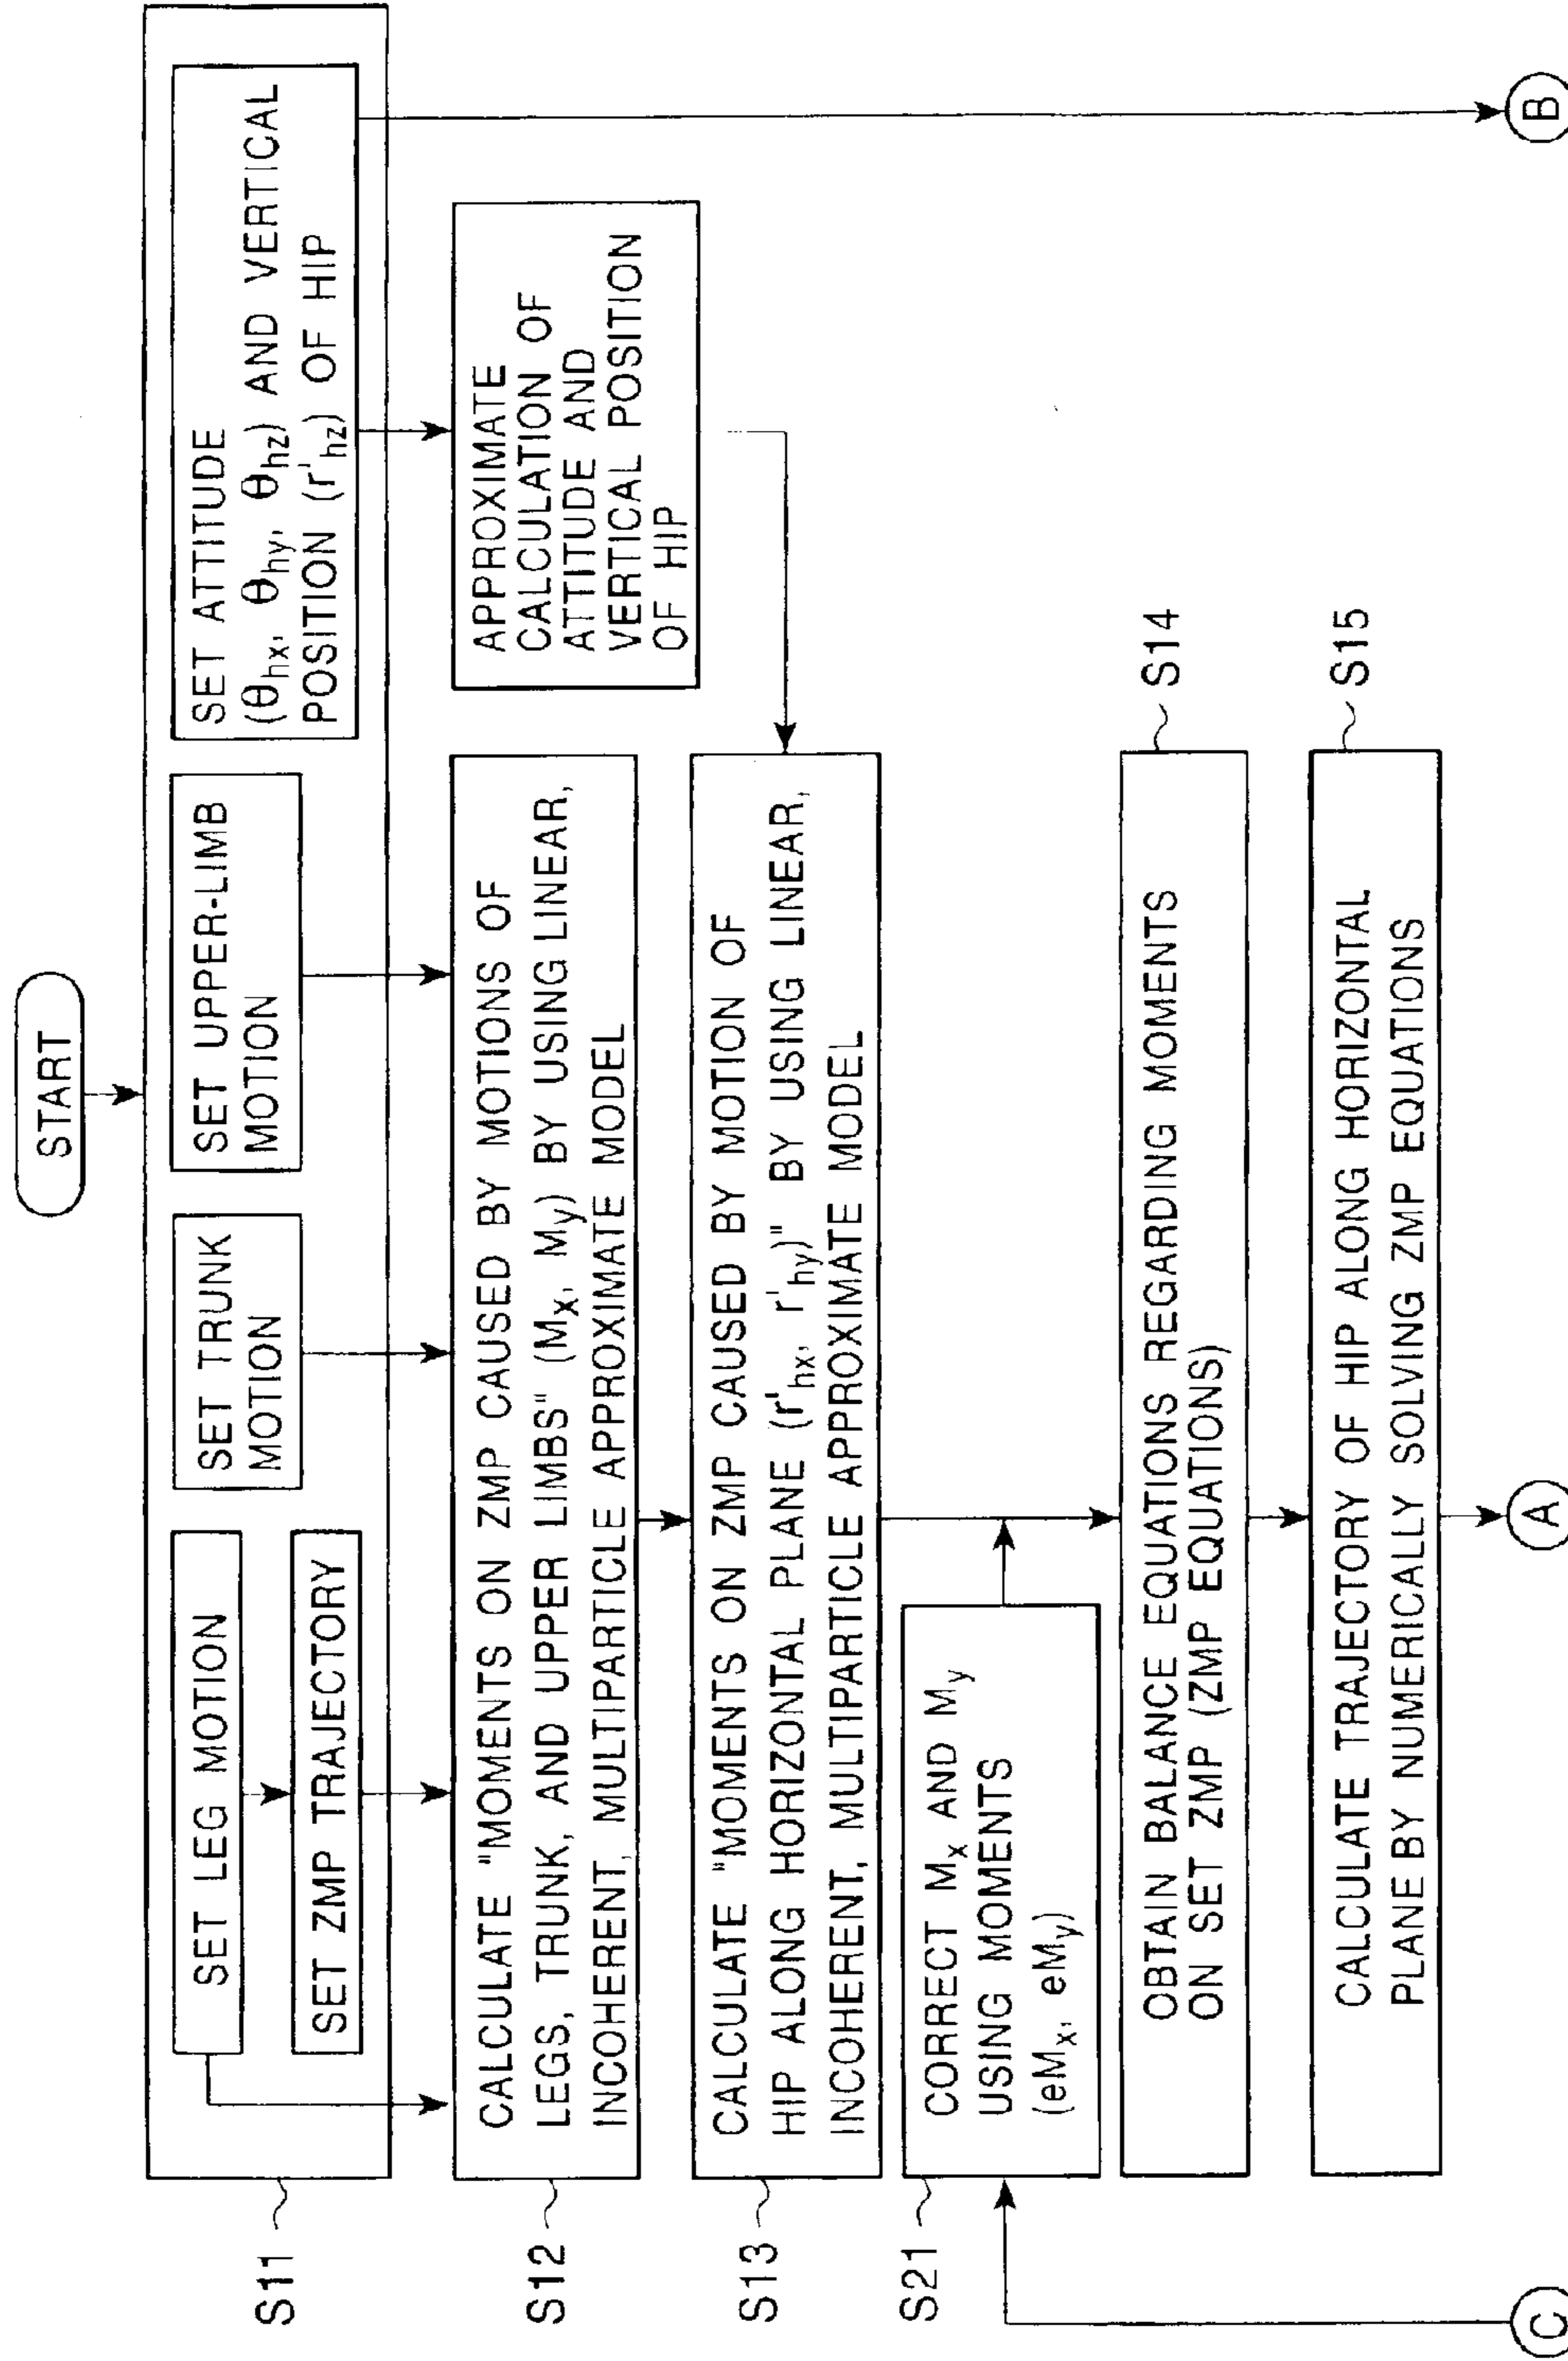 START
S11
SET LEG MOTION
SET ZMP TRAJECTORY
SET TRUNK
MOTION
SET UPPER-LIMB
MOTION
SET ATTITUDE
(θhx, θhy, θhz) AND VERTICAL
POSITION (r'hz) OF HIP
S12
CALCULATE "MOMENTS ON ZMP CAUSED BY MOTIONS OF
LEGS, TRUNK, AND UPPER LIMBS" (Mx, My) BY USING LINEAR,
INCOHERENT, MULTIPARTICLE APPROXIMATE MODEL
APPROXIMATE
CALCULATION OF
ATTITUDE AND
VERTICAL POSITION
OF HIP
S13
CALCULATE "MOMENTS ON ZMP CAUSED BY MOTION OF
HIP ALONG HORIZONTAL PLANE (r'hx, r'hy)" BY USING LINEAR,
INCOHERENT, MULTIPARTICLE APPROXIMATE MODEL
S21
CORRECT Mx AND My
USING MOMENTS
(eMx, eMy)
OBTAIN BALANCE EQUATIONS REGARDING MOMENTS
ON SET ZMP (ZMP EQUATIONS)
S14
CALCULATE TRAJECTORY OF HIP ALONG HORIZONTAL
PLANE BY NUMERICALLY SOLVING ZMP EQUATIONS
S15
C
A
B